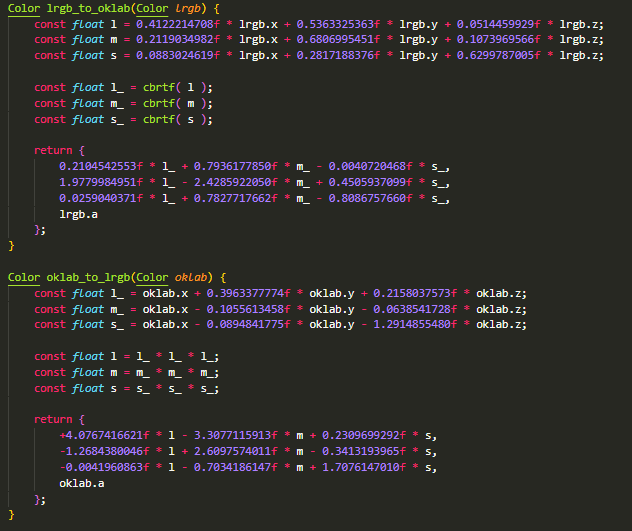 Color lrgb_to_oklab(Color lrgb) {
    const float l = 0.4122214708f * lrgb.x + 0.5363325363f * lrgb.y + 0.0514459929f * lrgb.z;
    const float m = 0.2119034982f * lrgb.x + 0.6806995451f * lrgb.y + 0.1073969566f * lrgb.z;
    const float s = 0.0883024619f * lrgb.x + 0.2817188376f * lrgb.y + 0.6299787005f * lrgb.z;

    const float l_ = cbrtf( l );
    const float m_ = cbrtf( m );
    const float s_ = cbrtf( s );

    return {
        0.2104542553f * l_ + 0.7936177850f * m_ - 0.0040720468f * s_,
        1.9779984951f * l_ - 2.4285922050f * m_ + 0.4505937099f * s_,
        0.0259040371f * l_ + 0.7827717662f * m_ - 0.8086757660f * s_,
        lrgb.a
    };
}

Color oklab_to_lrgb(Color oklab) {
    const float l_ = oklab.x + 0.3963377774f * oklab.y + 0.2158037573f * oklab.z;
    const float m_ = oklab.x - 0.1055613458f * oklab.y - 0.0638541728f * oklab.z;
    const float s_ = oklab.x - 0.0894841775f * oklab.y - 1.2914855480f * oklab.z;

    const float l = l_ * l_ * l_;
    const float m = m_ * m_ * m_;
    const float s = s_ * s_ * s_;

    return {
        +4.0767416621f * l - 3.3077115913f * m + 0.2309699292f * s,
        -1.2684380046f * l + 2.6097574011f * m - 0.3413193965f * s,
        -0.0041960863f * l - 0.7034186147f * m + 1.7076147010f * s,
        oklab.a
    };
}